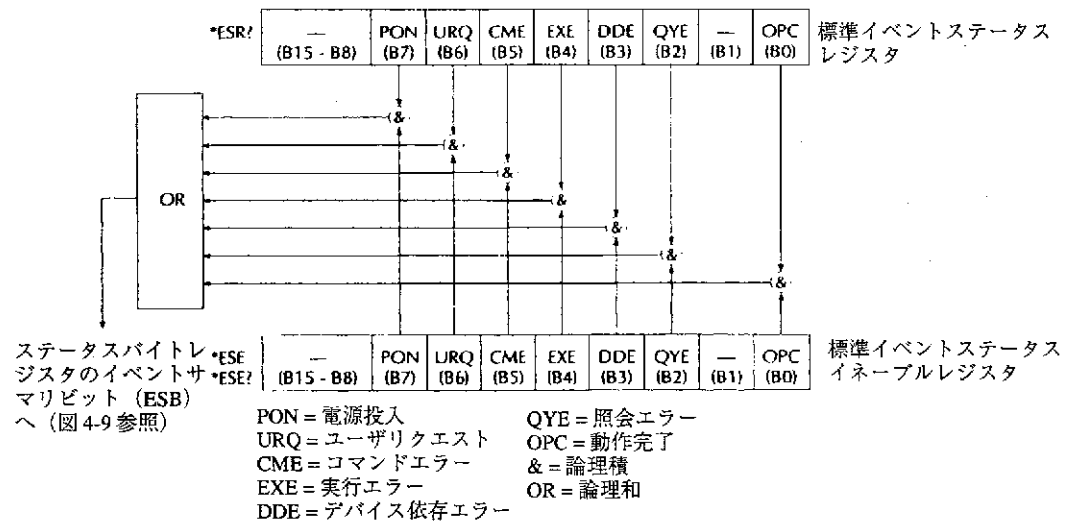 *ESR? — PON URQ CME EXE DDE QYE — OPC 標準イベントステータス
(B15 - B8) (B7) (B6) (B5) (B4) (B3) (B2) (B1) (B0) レジスタ
&
&
&
OR &
&
&
&
ステータスバイトレ
ジスタのイベントサ
マリビット（ESB）
へ（図 4-9 参照）
*ESE — PON URQ CME EXE DDE QYE — OPC 標準イベントステータス
*ESE? (B15 - B8) (B7) (B6) (B5) (B4) (B3) (B2) (B1) (B0) イネーブルレジスタ
PON = 電源投入
URQ = ユーザリクエスト
CME = コマンドエラー
EXE = 実行エラー
DDE = デバイス依存エラー
QYE = 照会エラー
OPC = 動作完了
& = 論理積
OR = 論理和